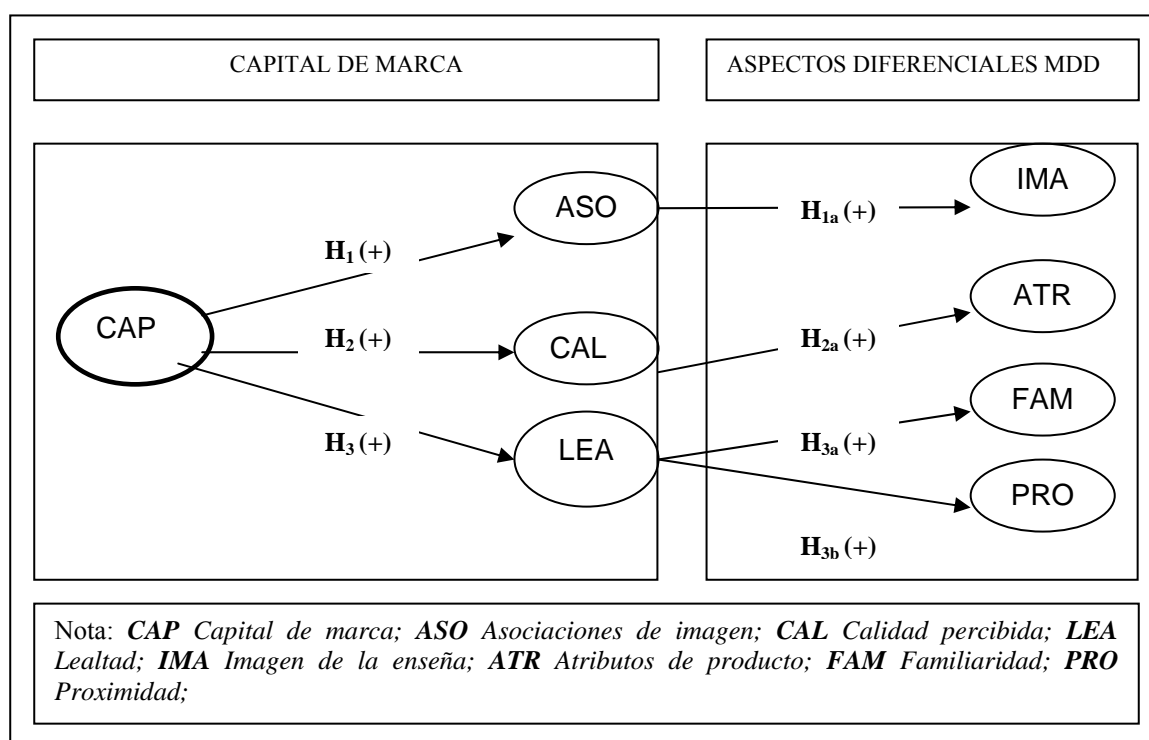 CAPITAL DE MARCA
ASPECTOS DIFERENCIALES MDD
IMA
ASO
H1a (+)
H1 (+)
ATR
CAP
H2 (+)
CAL
H2a (+)
FAM
H3 (+)
LEA
H3a (+)
PRO
H3b (+)
Nota: CAP Capital de marca; ASO Asociaciones de imagen; CAL Calidad percibida; LEA
Lealtad; IMA Imagen de la enseña; ATR Atributos de producto; FAM Familiaridad; PRO
Proximidad;